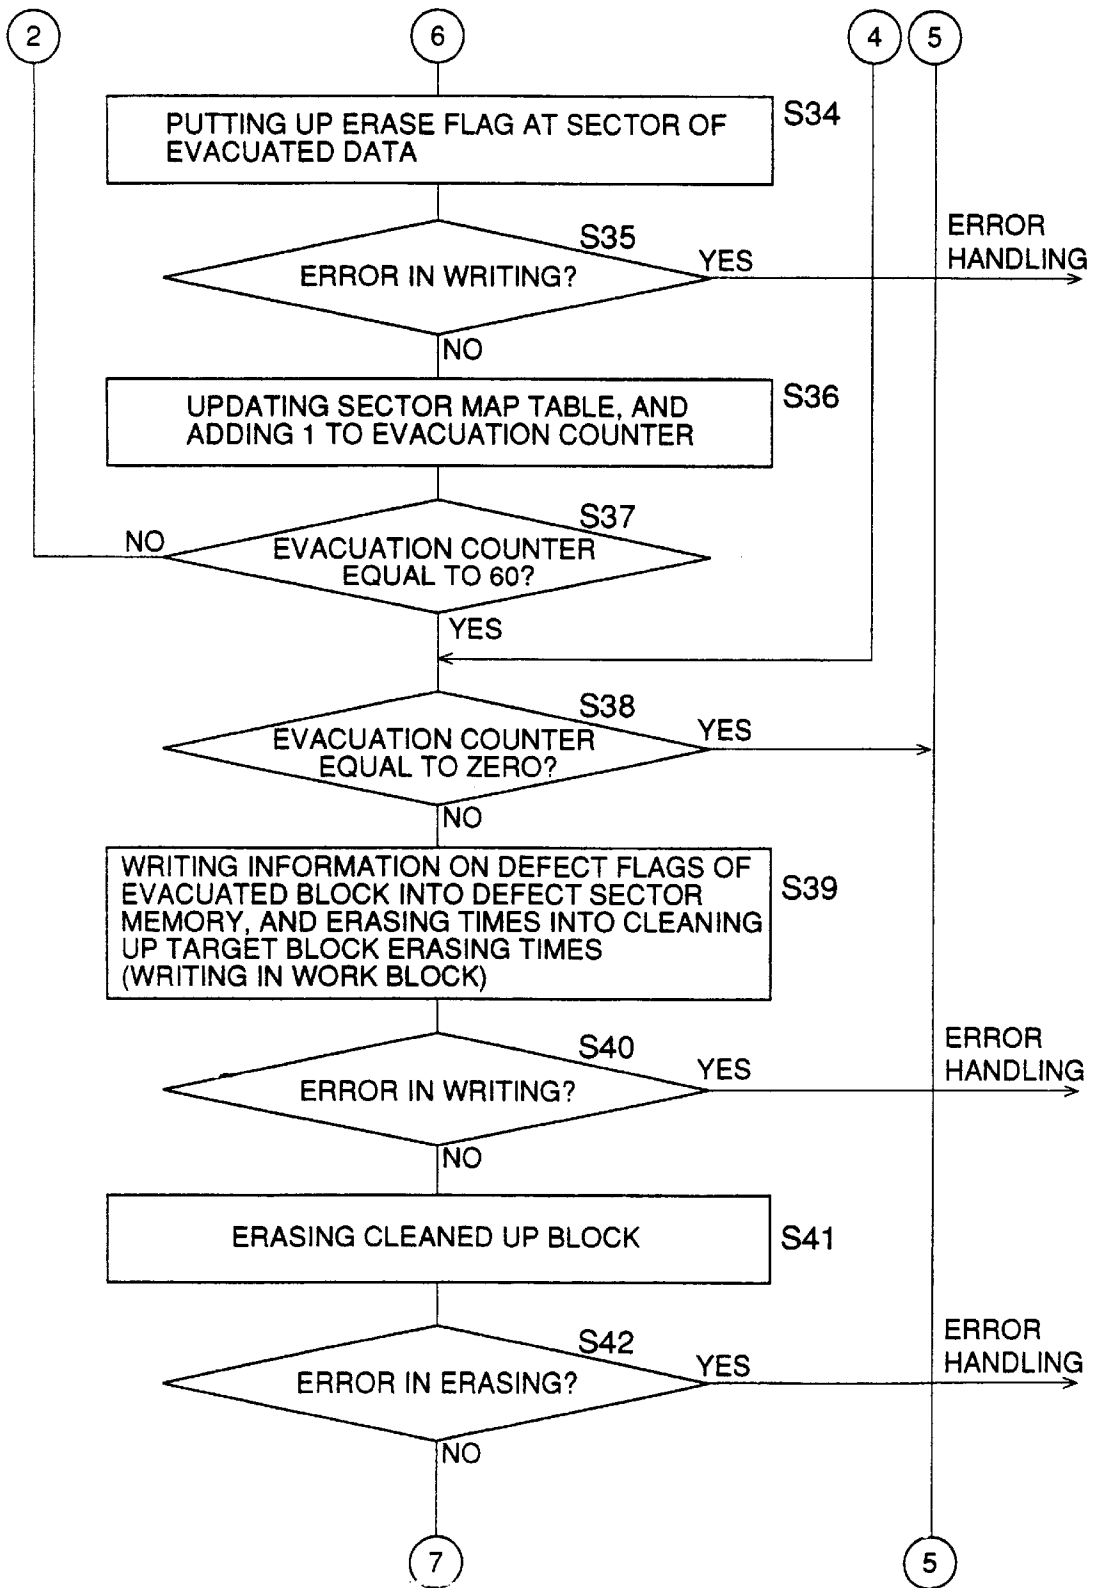 2
6
4
5
PUTTING UP ERASE FLAG AT SECTOR OF
EVACUATED DATA
S34
S35
ERROR IN WRITING?
YES
ERROR
HANDLING
NO
UPDATING SECTOR MAP TABLE, AND
ADDING 1 TO EVACUATION COUNTER
S36
S37
NO
EVACUATION COUNTER
EQUAL TO 60?
YES
S38
EVACUATION COUNTER
EQUAL TO ZERO?
YES
NO
WRITING INFORMATION ON DEFECT FLAGS OF
EVACUATED BLOCK INTO DEFECT SECTOR
MEMORY, AND ERASING TIMES INTO CLEANING
UP TARGET BLOCK ERASING TIMES
(WRITING IN WORK BLOCK)
S39
S40
ERROR IN WRITING?
YES
ERROR
HANDLING
NO
ERASING CLEANED UP BLOCK
S41
S42
ERROR IN ERASING?
YES
ERROR
HANDLING
NO
7
5